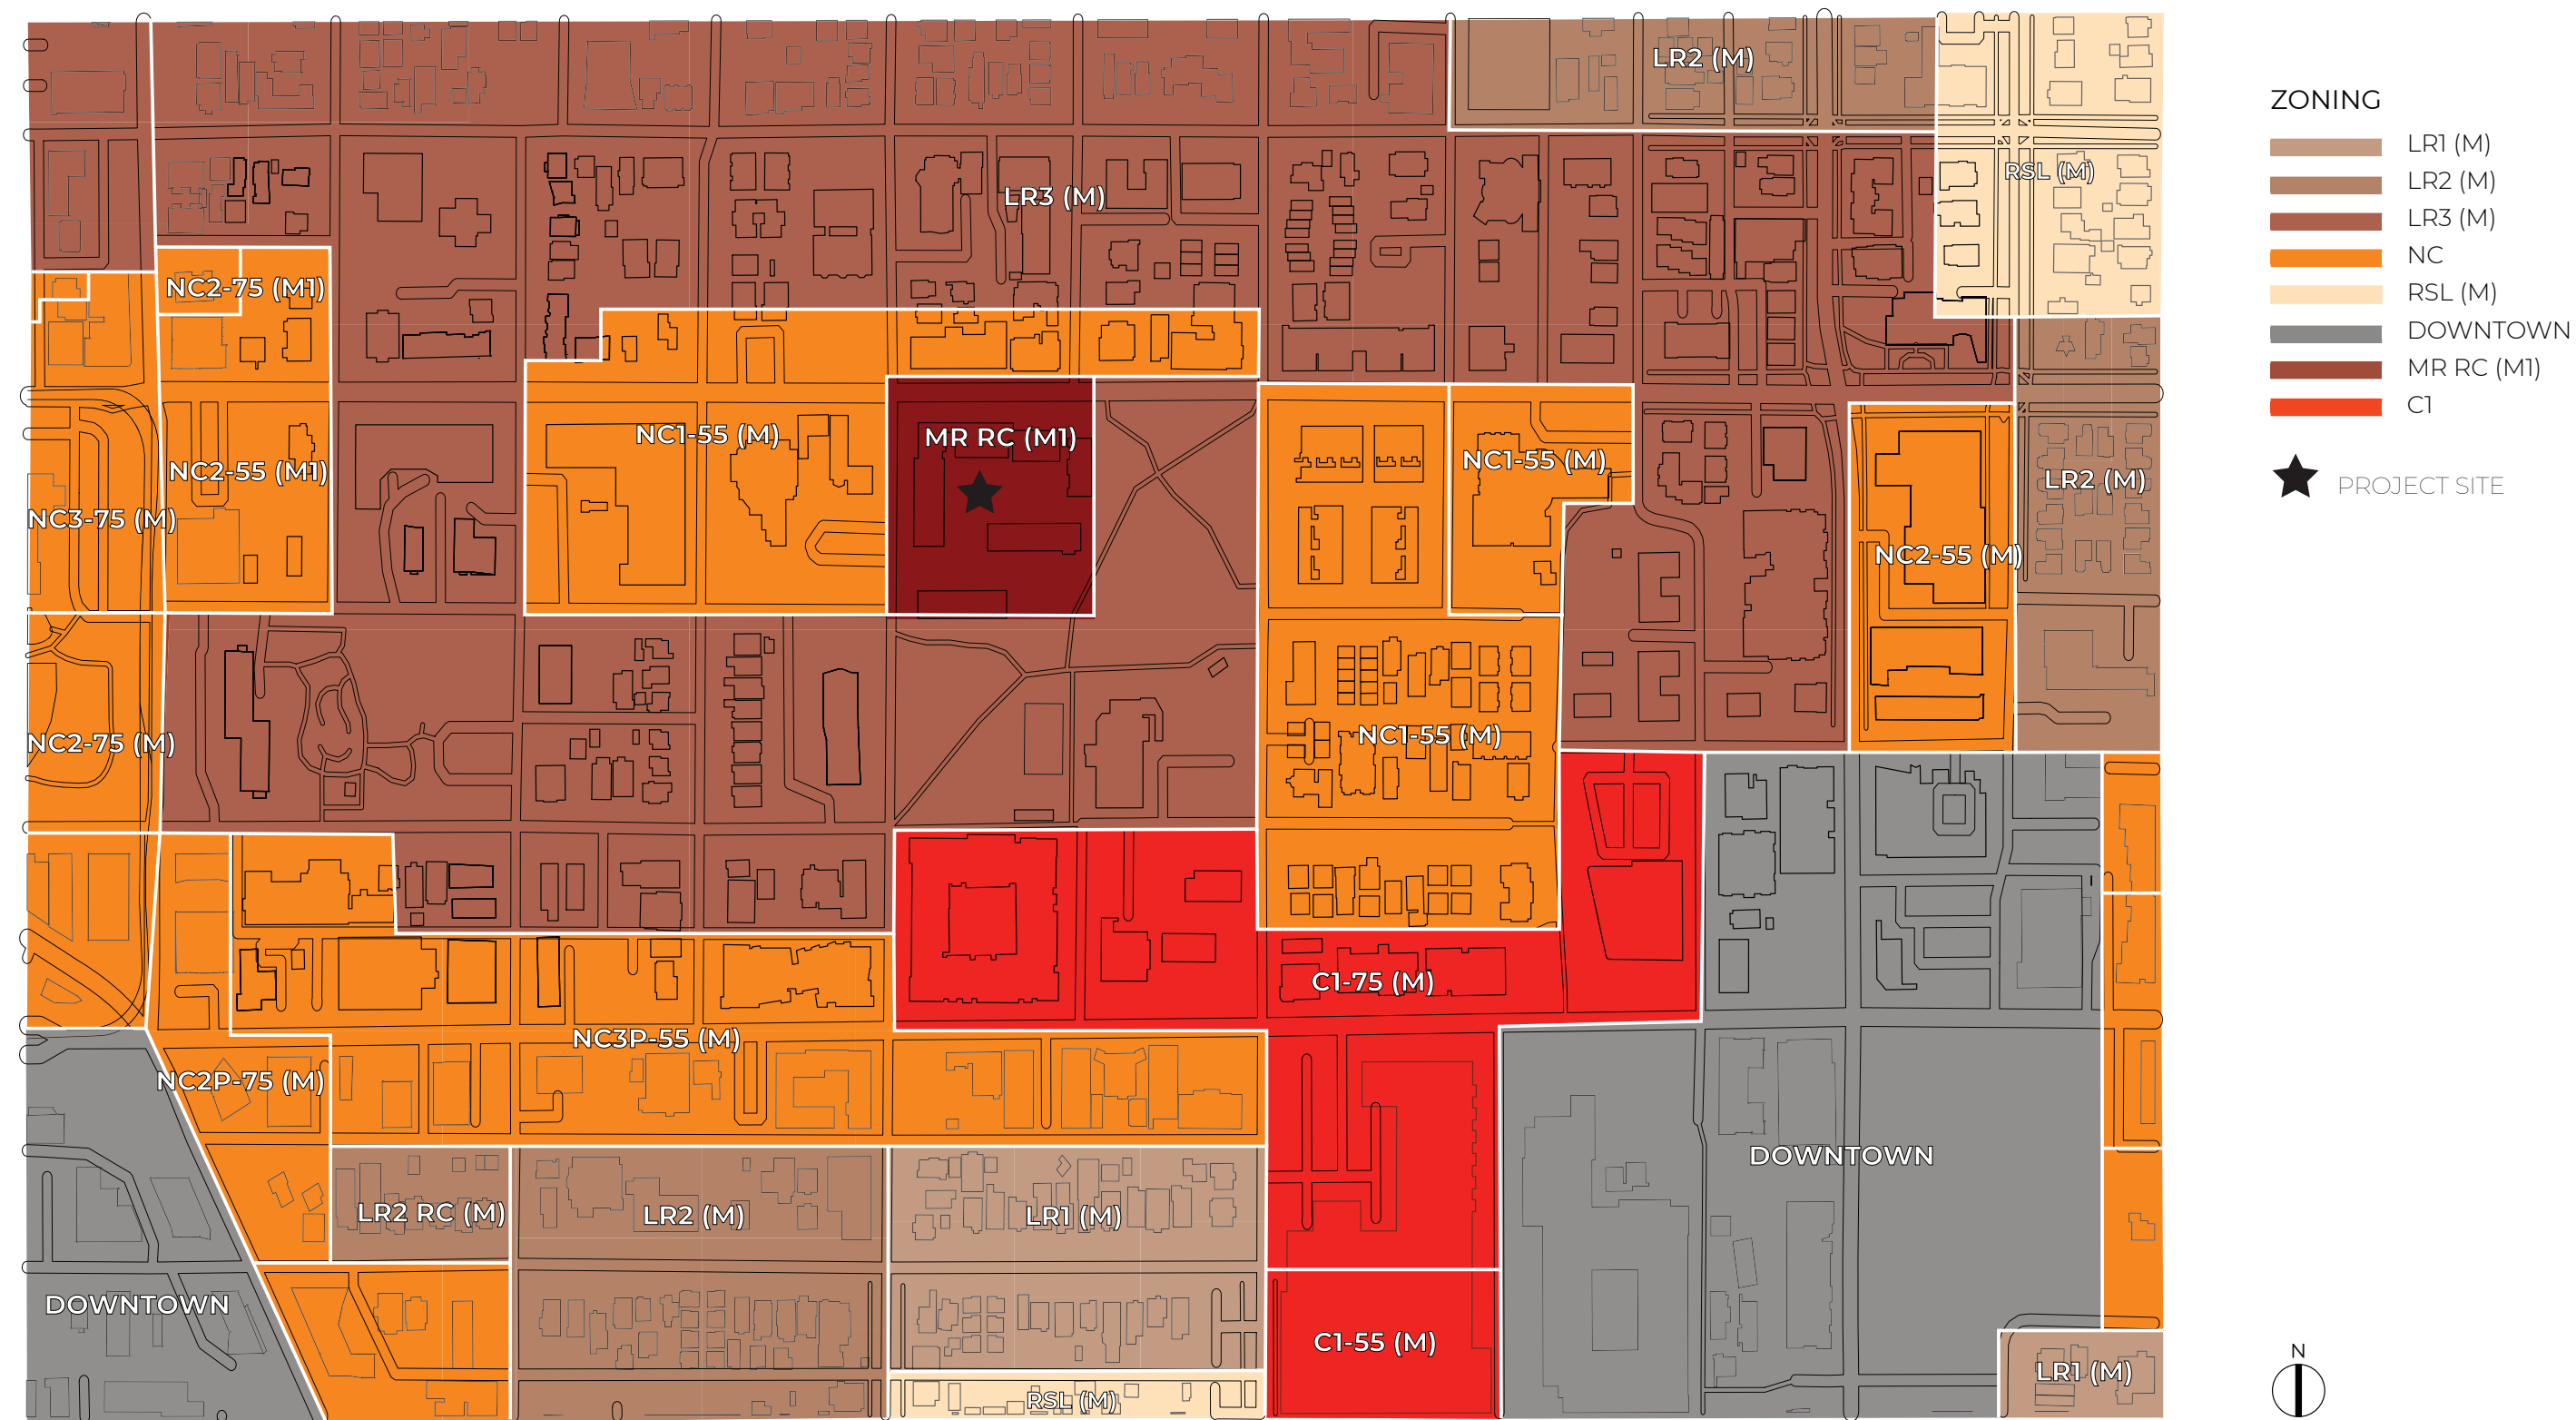 LR2 (M)
RSL (M)
LR3 (M)
NC2-75 (M1)
NC1-55 (M)
MR RC (M1)
NC1-55 (M)
NC2-55 (M1)
LR2 (M)
NC3-75 (M)
NC2-55 (M)
NC2-75 (M)
NC1-55 (M)
C1-75 (M)
NC3P-55 (M)
NC2P-75 (M)
DOWNTOWN
LR2 RC (M)
LR2 (M)
LR1 (M)
DOWNTOWN
C1-55 (M)
LR1 (M)
RSL (M)
ZONING
LR1 (M)
LR2 (M)
LR3 (M)
NC
RSL (M)
DOWNTOWN
MR RC (M1)
C1
PROJECT SITE
N